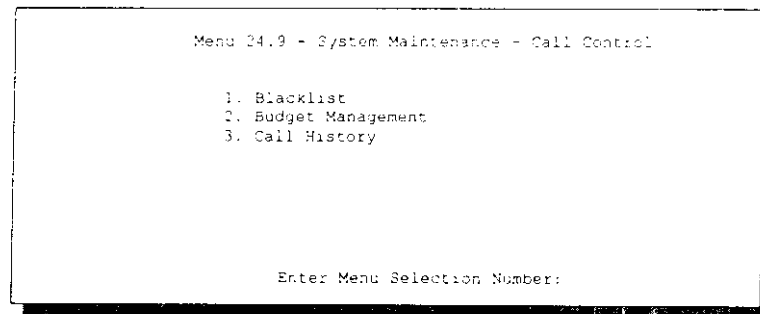 Menu 24.9 - System Maintenance - Call Control
1. Blacklist
2. Budget Management
3. Call History
Enter Menu Selection Number: